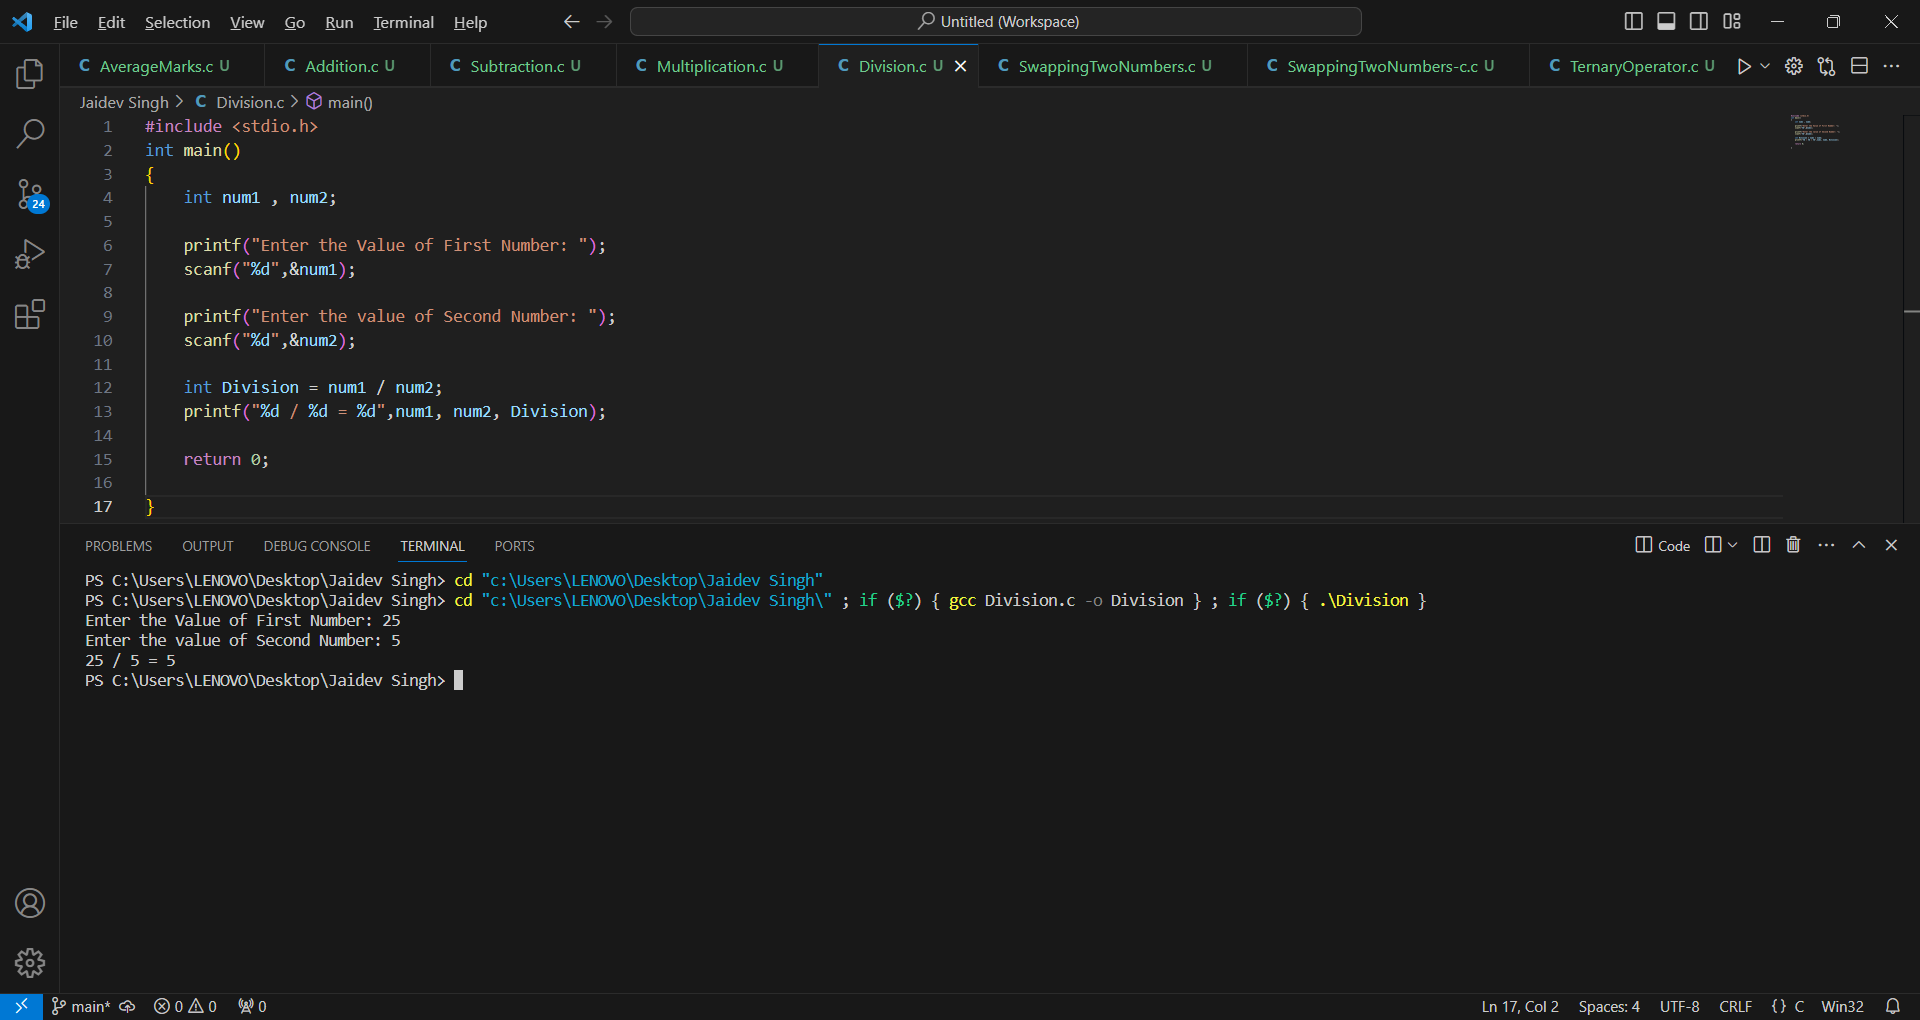 File Edit Selection View Go Run Terminal Help Untitled (Workspace)
C AverageMarks.c U C Addition.c U C Subtraction.c U C Multiplication.c U C Division.c U C SwappingTwoNumbers.c U C SwappingTwoNumbers-c.c U C TernaryOperator.c U
Jaidev Singh > C Division.c > main()
1 #include <stdio.h>
2 int main()
3 {
4 int num1 , num2;
5
6 printf("Enter the Value of First Number: ");
7 scanf("%d",&num1);
8
9 printf("Enter the value of Second Number: ");
10 scanf("%d",&num2);
11
12 int Division = num1 / num2;
13 printf("%d / %d = %d",num1, num2, Division);
14
15 return 0;
16
17 }
24
PROBLEMS OUTPUT DEBUG CONSOLE TERMINAL PORTS Code
PS C:\Users\LENOVO\Desktop\Jaidev Singh> cd "c:\Users\LENOVO\Desktop\Jaidev Singh"
PS C:\Users\LENOVO\Desktop\Jaidev Singh> cd "c:\Users\LENOVO\Desktop\Jaidev Singh\" ; if ($?) { gcc Division.c -o Division } ; if ($?) { .\Division }
Enter the Value of First Number: 25
Enter the value of Second Number: 5
25 / 5 = 5
PS C:\Users\LENOVO\Desktop\Jaidev Singh>
main* 0 0 0 Ln 17, Col 2 Spaces: 4 UTF-8 CRLF {} C Win32